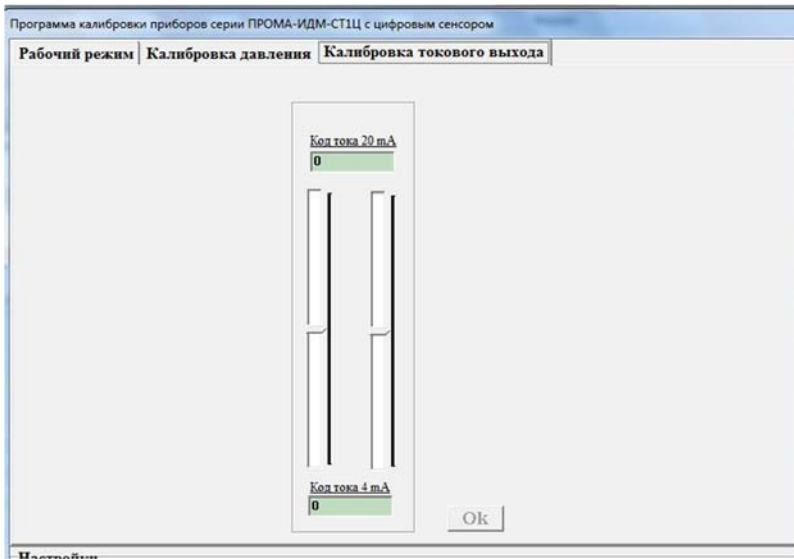 Программа калибровки приборов серии ПРОМА-ИДМ-СТ1Ц с цифровым сенсором
Рабочий режим Калибровка давления Калибровка токового выхода
Код тока 20 mA
0
Код тока 4 mA
0
Ok
Настройки